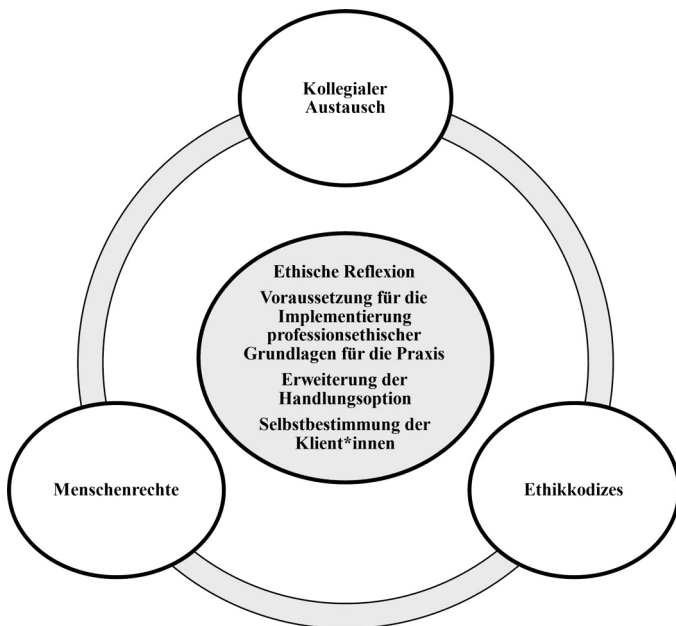 Kollegialer
Austausch
Ethische Reflexion
Voraussetzung für die
Implementierung
professionsethischer
Grundlagen für die Praxis
Erweiterung der
Handlungsoption
Selbstbestimmung der
Klient*innen
Menschenrechte
Ethikkodizes